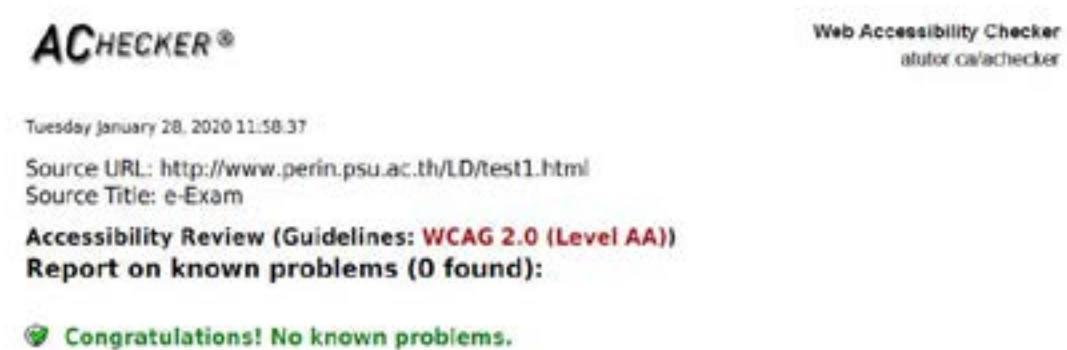 ACHECKER®
Web Accessibility Checker
atutor.ca/achecker
Tuesday January 28, 2020 11:58:37
Source URL: http://www.perin.psu.ac.th/LD/test1.html
Source Title: e-Exam
Accessibility Review (Guidelines: WCAG 2.0 (Level AA))
Report on known problems (0 found):
Congratulations! No known problems.